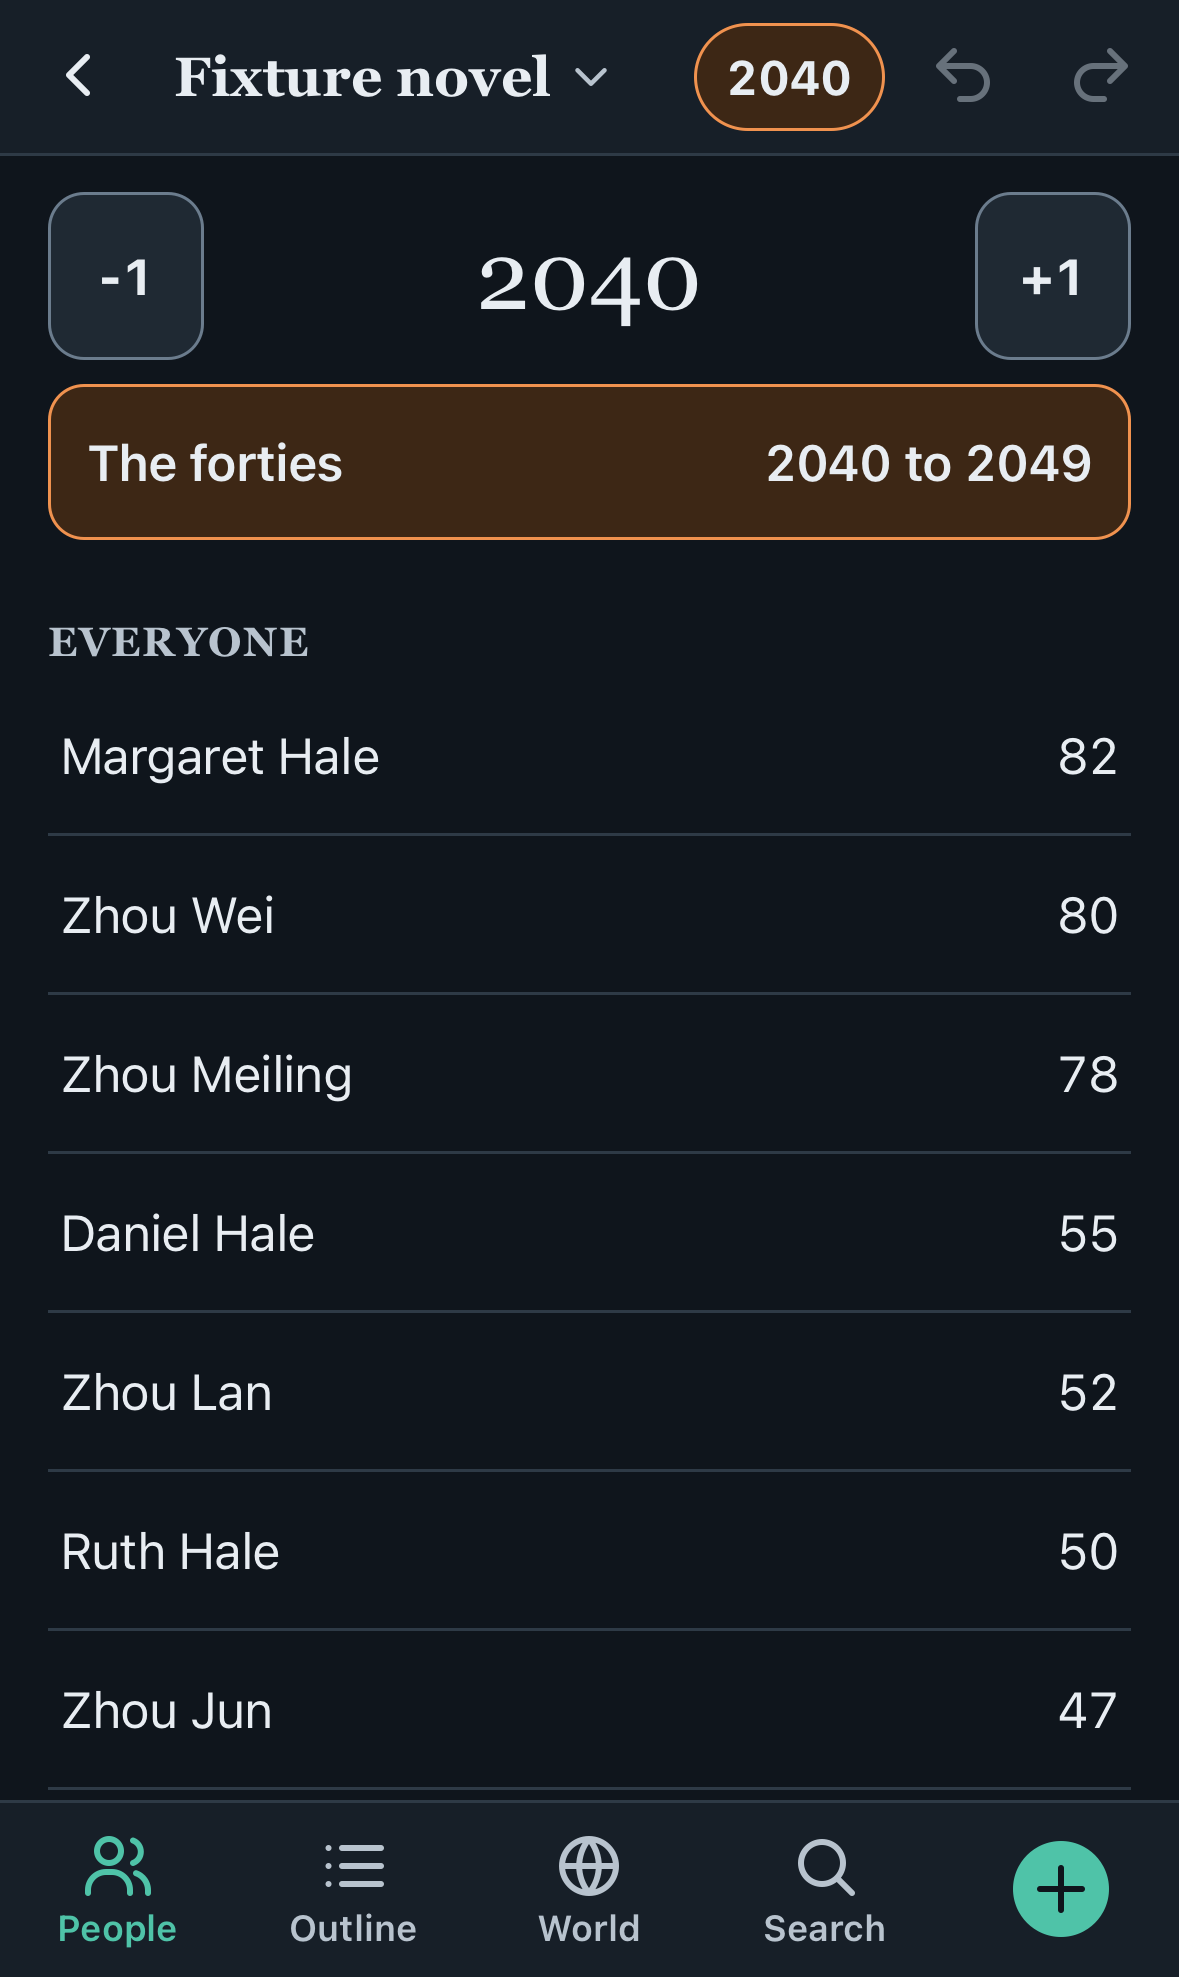 Fixture novel 2040
-1 2040 +1
The forties 2040 to 2049
EVERYONE
Margaret Hale 82
Zhou Wei 80
Zhou Meiling 78
Daniel Hale 55
Zhou Lan 52
Ruth Hale 50
Zhou Jun 47
People Outline World Search